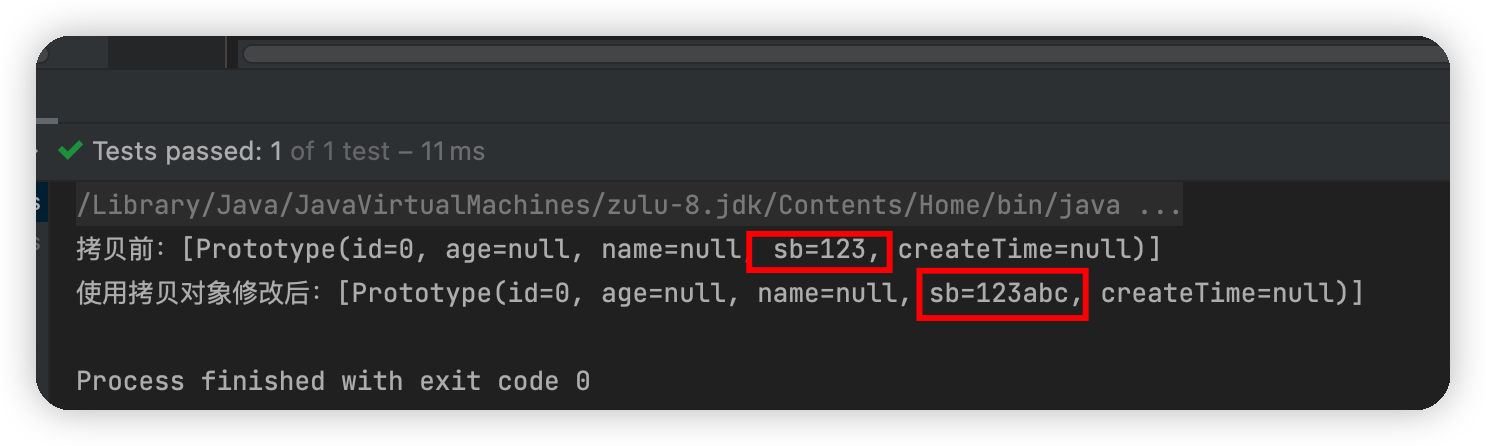 Tests passed: 1 of 1 test – 11 ms
/Library/Java/JavaVirtualMachines/zulu-8.jdk/Contents/Home/bin/java ...
拷贝前：[Prototype(id=0, age=null, name=null, sb=123, createTime=null)]
使用拷贝对象修改后：[Prototype(id=0, age=null, name=null, sb=123abc, createTime=null)]
Process finished with exit code 0